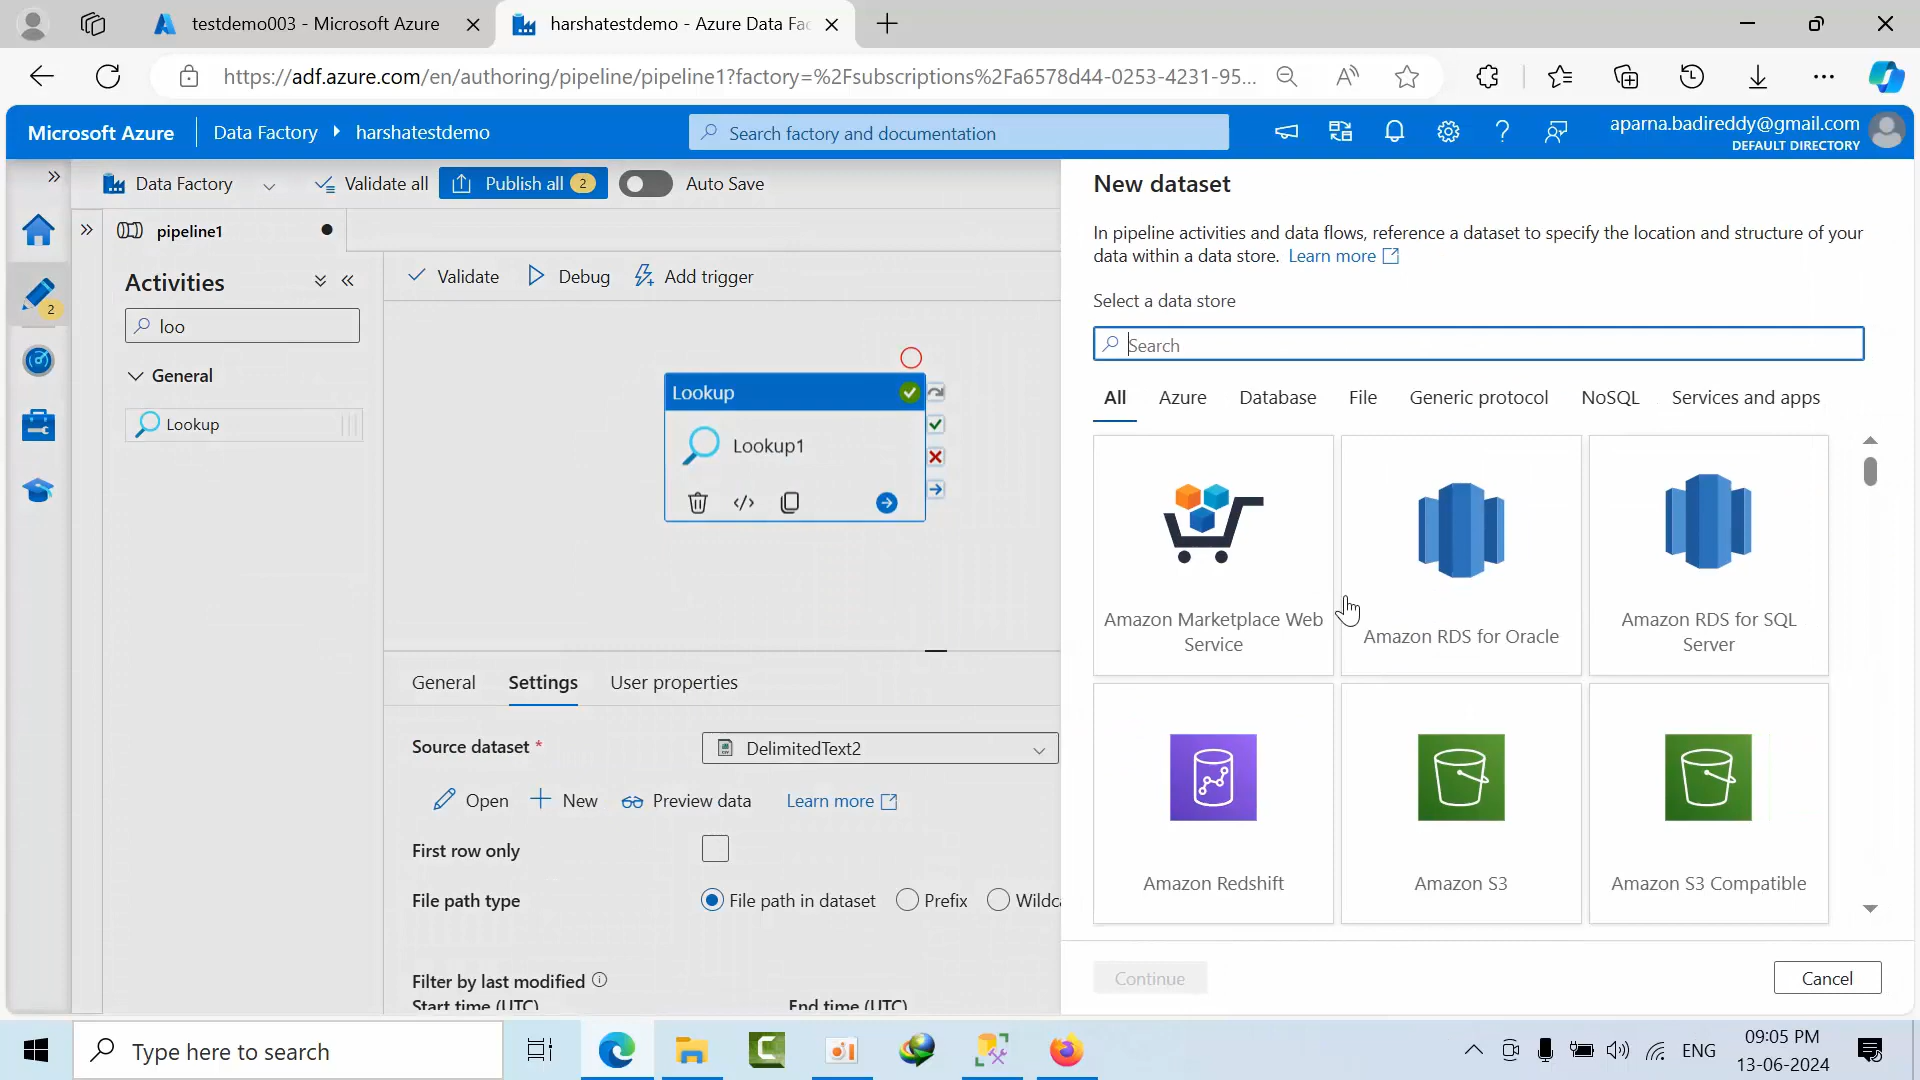 testdemo003 - Microsoft Azure
harshatestdemo - Azure Data Fac
https://adf.azure.com/en/authoring/pipeline/pipeline1?factory=%2Fsubscriptions%2Fa6578d44-0253-4231-95...
Microsoft Azure
Data Factory
harshatestdemo
Search factory and documentation
aparna.badireddy@gmail.com
DEFAULT DIRECTORY
Data Factory
Validate all
Publish all 2
Auto Save
pipeline1
2
Activities
loo
General
Lookup
Validate
Debug
Add trigger
Lookup
Lookup1
General
Settings
User properties
Source dataset *
DelimitedText2
Open
New
Preview data
Learn more
First row only
File path type
File path in dataset
Prefix
Wildca
Filter by last modified
Start time (UTC)
End time (UTC)
New dataset
In pipeline activities and data flows, reference a dataset to specify the location and structure of your
data within a data store. Learn more
Select a data store
Search
All
Azure
Database
File
Generic protocol
NoSQL
Services and apps
Amazon Marketplace Web
Service
Amazon RDS for Oracle
Amazon RDS for SQL
Server
Amazon Redshift
Amazon S3
Amazon S3 Compatible
Continue
Cancel
Type here to search
ENG
09:05 PM
13-06-2024